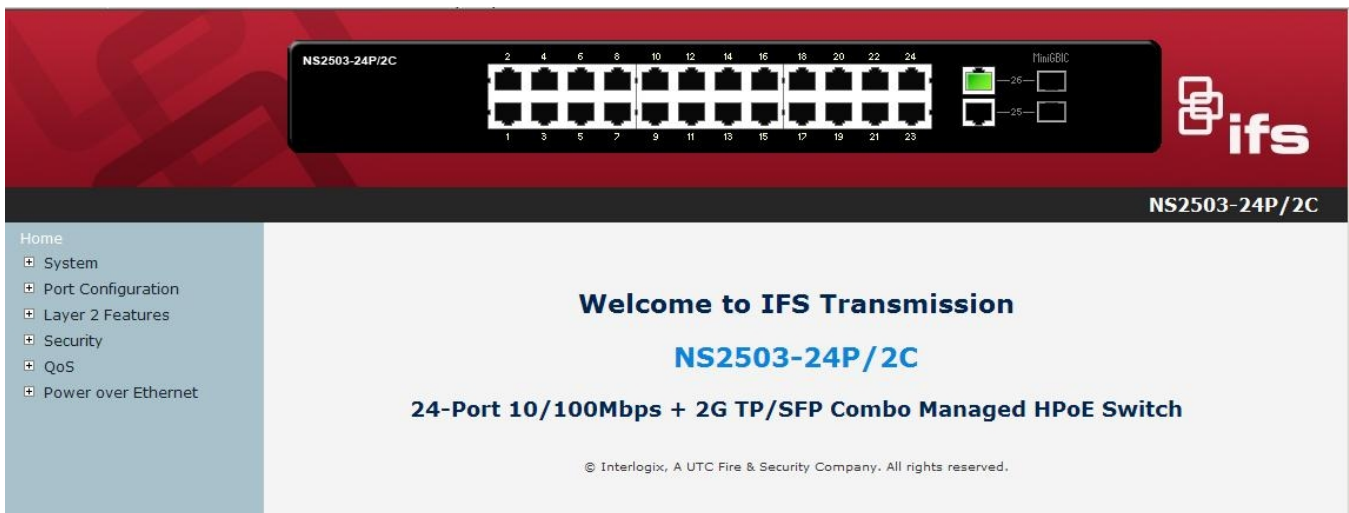 NS2503-24P/2C
2 4 6 8 10 12 14 16 18 20 22 24
MiniGBIC
26
25
1 3 5 7 9 11 13 15 17 19 21 23
ifs
NS2503-24P/2C
Home
System
Port Configuration
Layer 2 Features
Security
QoS
Power over Ethernet
Welcome to IFS Transmission
NS2503-24P/2C
24-Port 10/100Mbps + 2G TP/SFP Combo Managed HPoE Switch
© Interlogix, A UTC Fire & Security Company. All rights reserved.